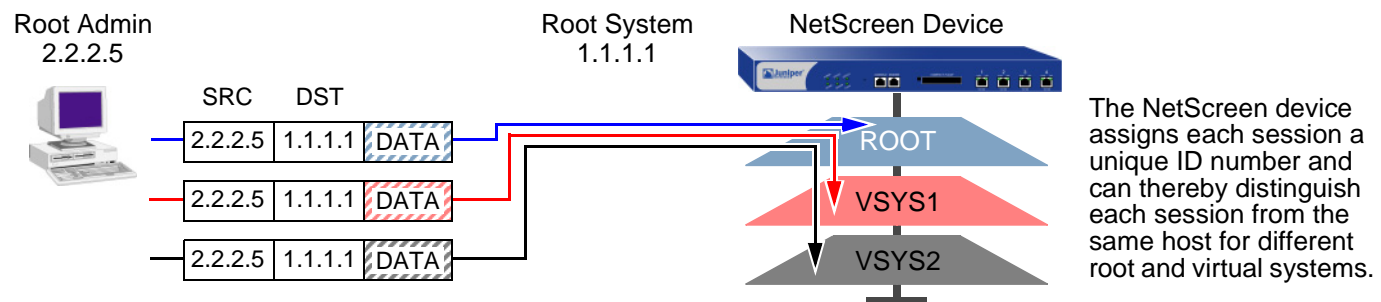 Root Admin
2.2.2.5
Root System
1.1.1.1
NetScreen Device
Juniper
SRC DST
2.2.2.5 1.1.1.1 DATA
2.2.2.5 1.1.1.1 DATA
2.2.2.5 1.1.1.1 DATA
ROOT
VSYS1
VSYS2
The NetScreen device
assigns each session a
unique ID number and
can thereby distinguish
each session from the
same host for different
root and virtual systems.